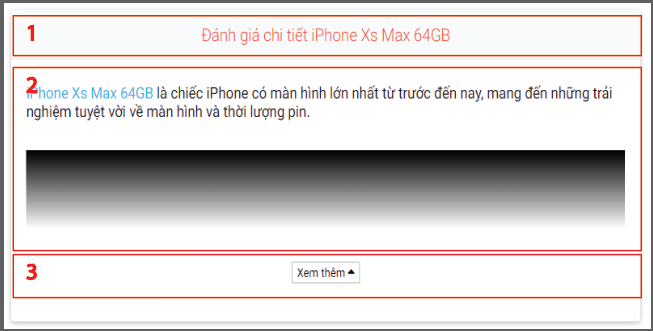 1
Đánh giá chi tiết iPhone Xs Max 64GB
2
iPhone Xs Max 64GB là chiếc iPhone có màn hình lớn nhất từ trước đến nay, mang đến những trải
nghiệm tuyệt vời về màn hình và thời lượng pin.
3
Xem thêm